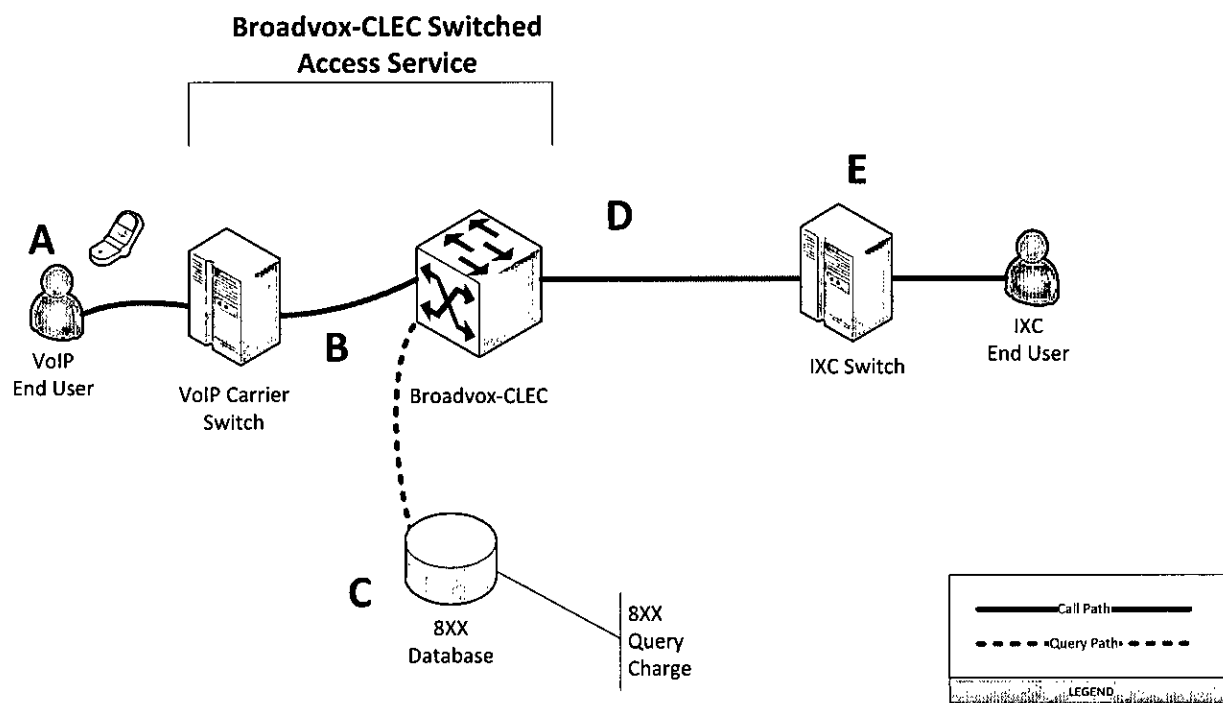 Broadvox-CLEC Switched
Access Service
A
B
C
D
E
VoIP
End User
VoIP Carrier
Switch
Broadvox-CLEC
IXC Switch
IXC
End User
8XX
Database
8XX
Query
Charge
Call Path
Query Path
LEGEND